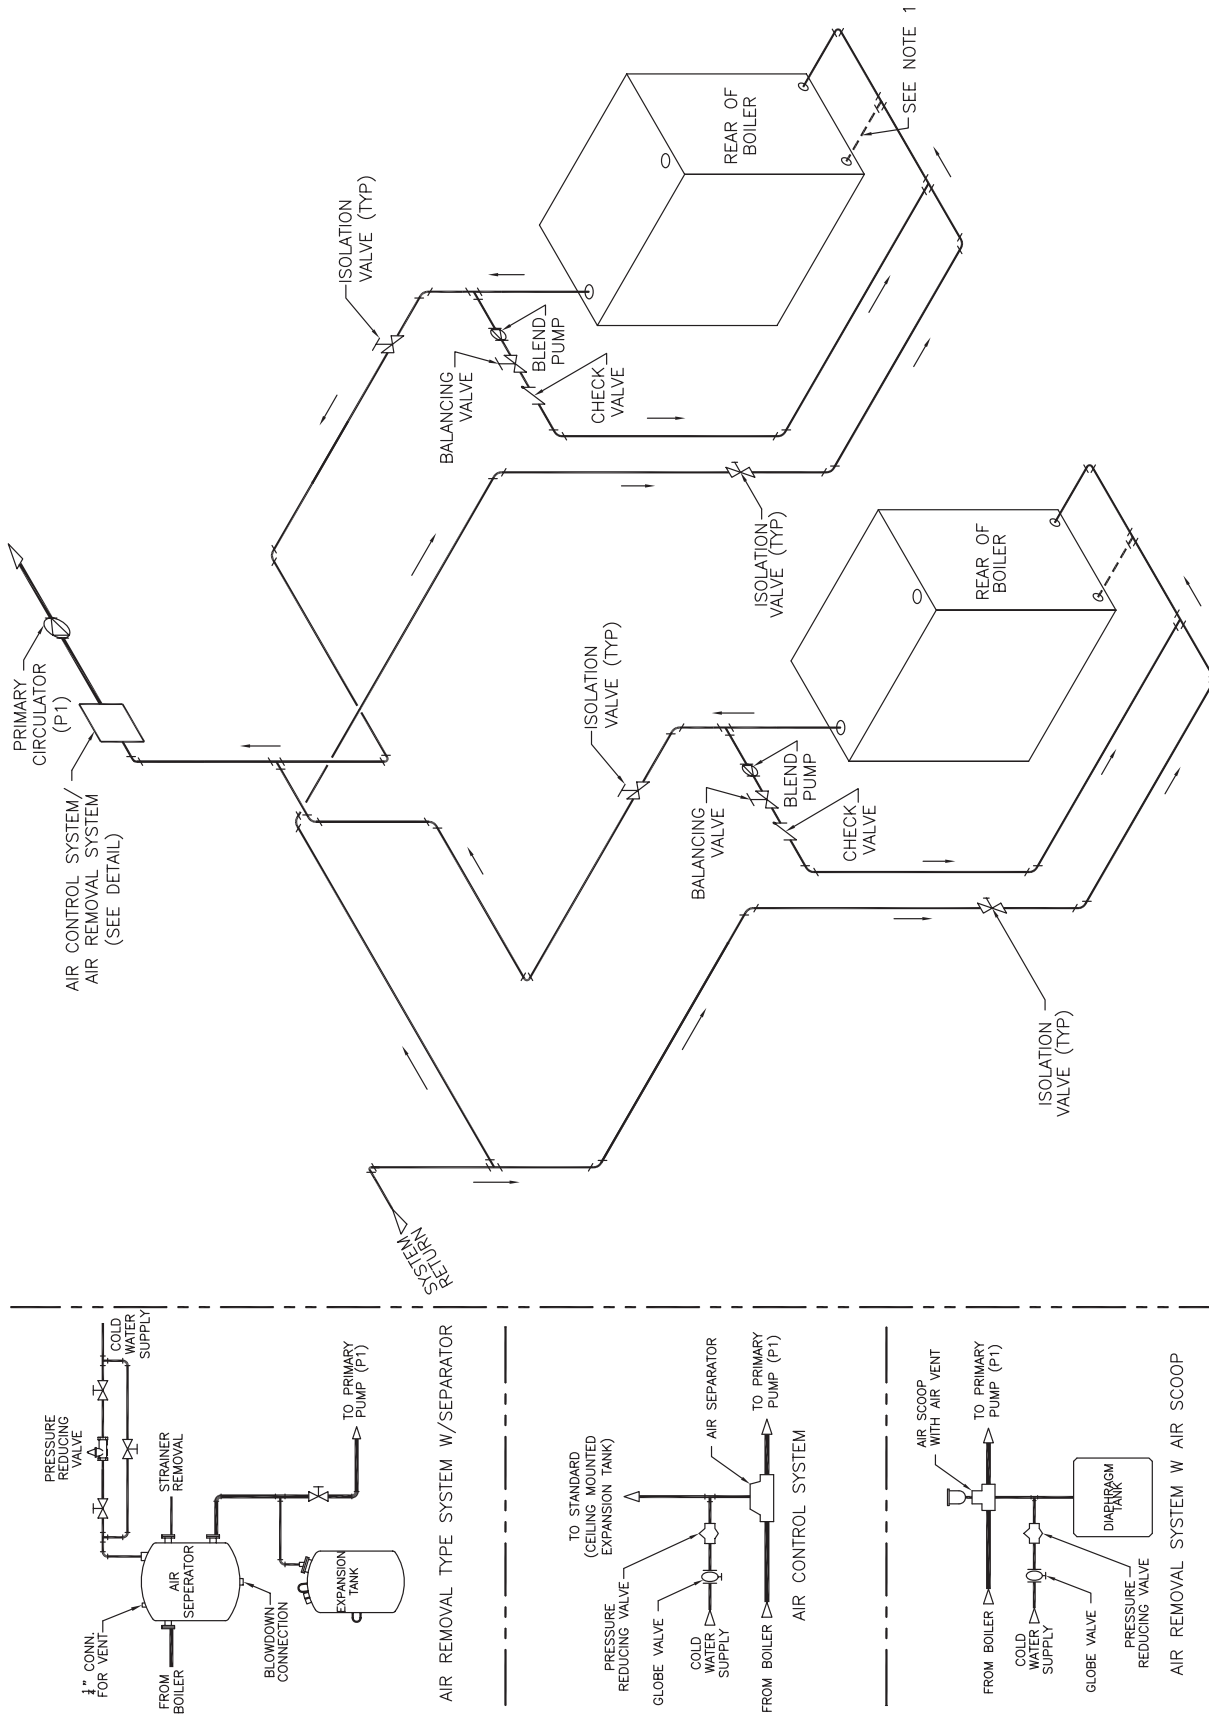 PRIMARY
CIRCULATOR
(P1)
AIR CONTROL SYSTEM/
AIR REMOVAL SYSTEM
(SEE DETAIL)
ISOLATION
VALVE (TYP)
BALANCING
VALVE
BLEND
PUMP
CHECK
VALVE
REAR OF
BOILER
SEE NOTE 1
ISOLATION
VALVE (TYP)
ISOLATION
VALVE (TYP)
BALANCING
VALVE
BLEND
PUMP
CHECK
VALVE
REAR OF
BOILER
ISOLATION
VALVE (TYP)
SYSTEM
RETURN
PRESSURE
REDUCING
VALVE
COLD
WATER
SUPPLY
STRAINER
REMOVAL
AIR
SEPERATOR
EXPANSION
TANK
TO PRIMARY
PUMP (P1)
CONN.
FOR VENT
FROM
BOILER
BLOWDOWN
CONNECTION
AIR REMOVAL TYPE SYSTEM W/SEPARATOR
TO STANDARD
(CEILING MOUNTED
EXPANSION TANK)
AIR SEPARATOR
TO PRIMARY
PUMP (P1)
PRESSURE
REDUCING VALVE
GLOBE VALVE
COLD
WATER
SUPPLY
FROM BOILER
AIR CONTROL SYSTEM
AIR SCOOP
WITH AIR VENT
TO PRIMARY
PUMP (P1)
DIAPHRAGM
TANK
FROM BOILER
COLD
WATER
SUPPLY
GLOBE VALVE
PRESSURE
REDUCING VALVE
AIR REMOVAL SYSTEM W AIR SCOOP